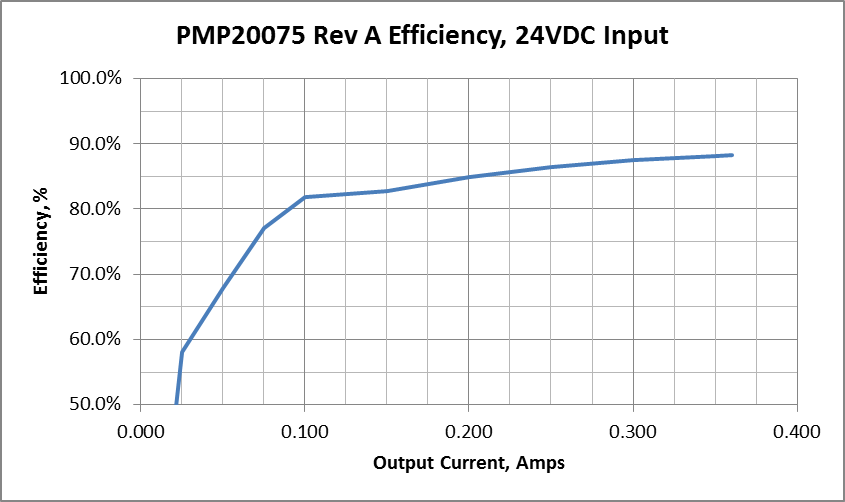 PMP20075 Rev A Efficiency, 24VDC Input
100.0%
90.0%
80.0%
70.0%
60.0%
50.0%
Efficiency, %
0.000 0.100 0.200 0.300 0.400
Output Current, Amps